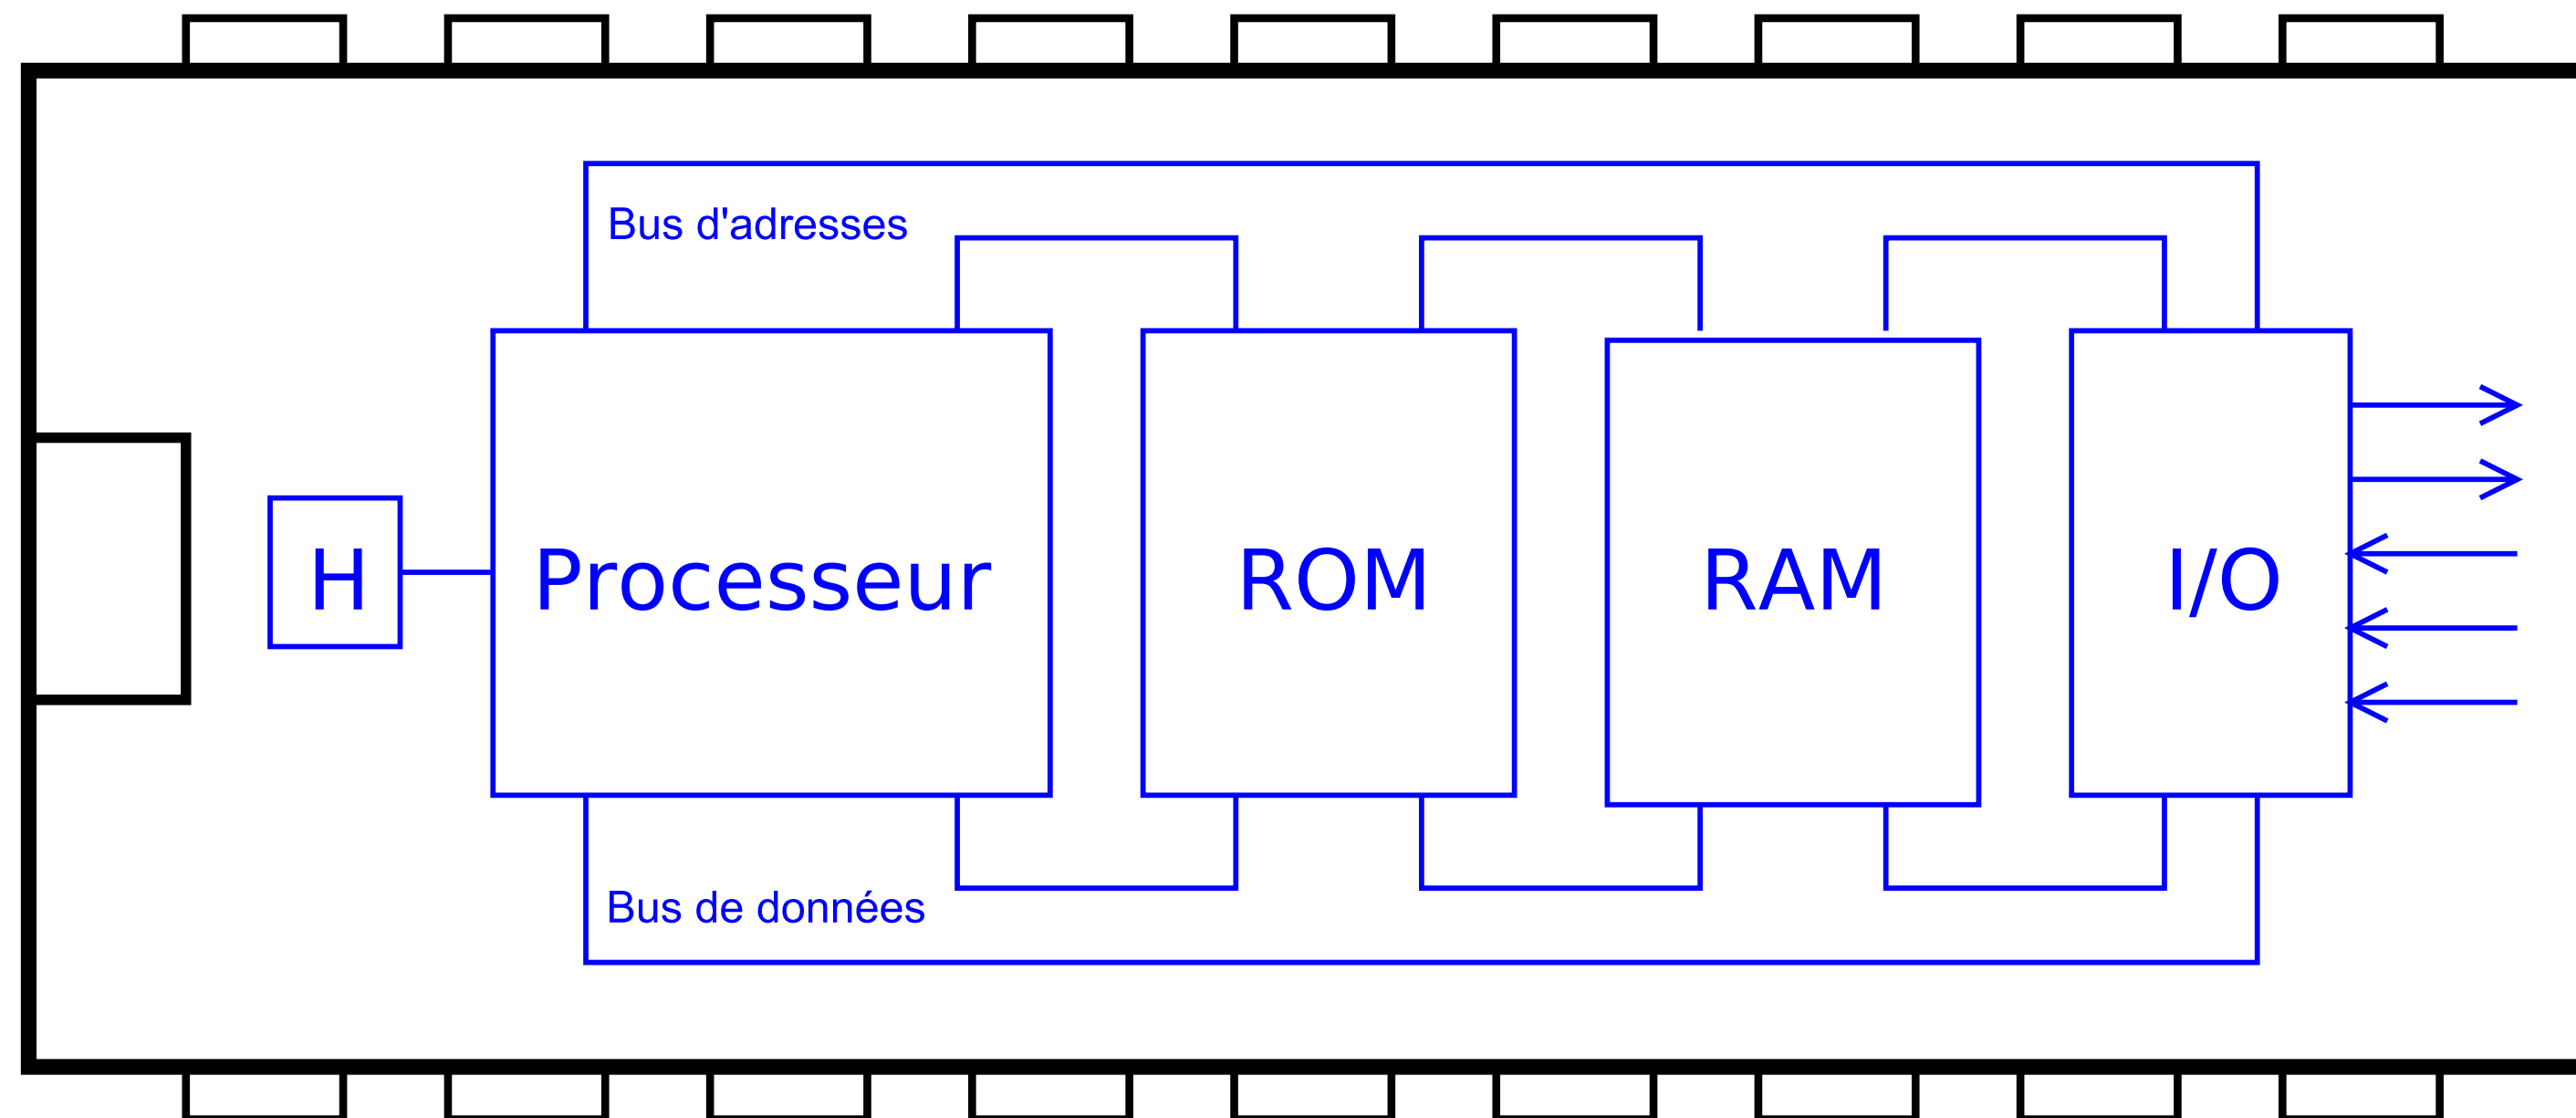 Bus d'adresses
H
Processeur
ROM
RAM
I/O
Bus de données